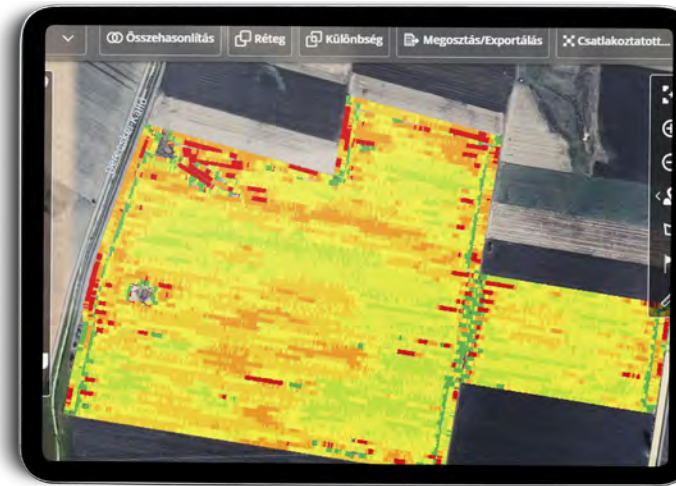 Összehasonlítás
Réteg
Különbség
Megosztás/Exportálás
Csatlakoztatott...